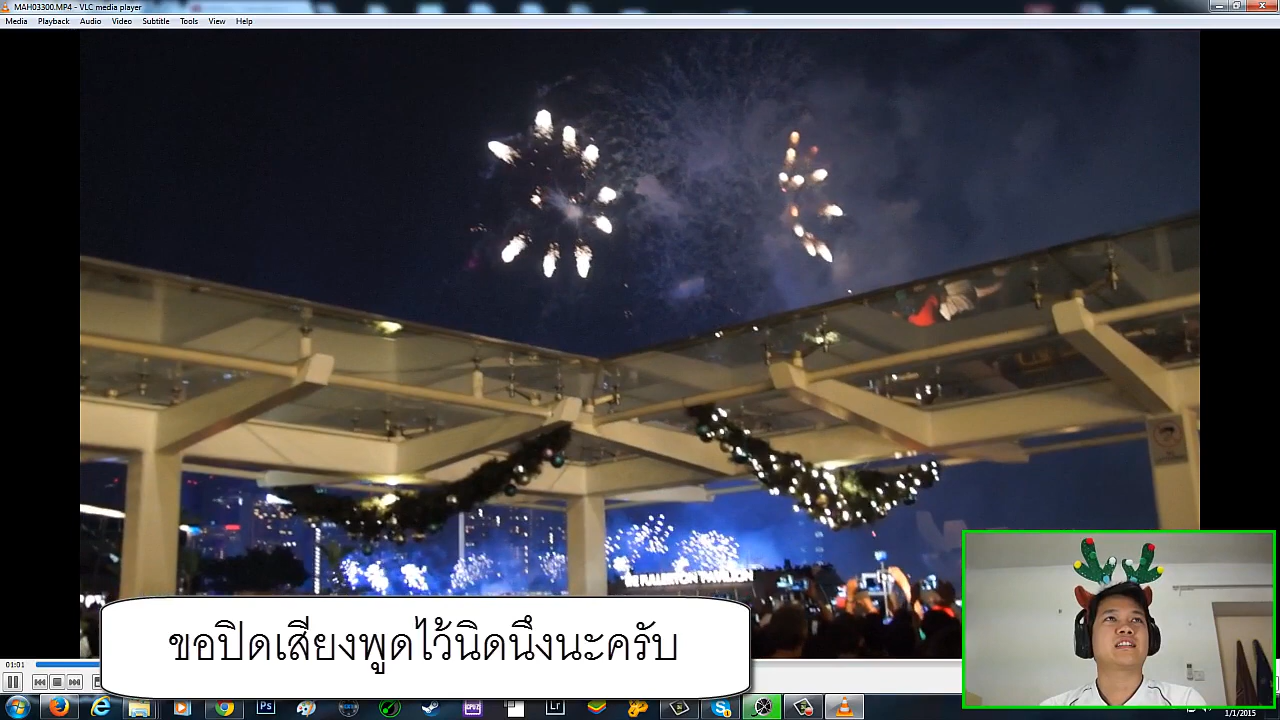 MAH03300.MP4 - VLC media player
Media Playback Audio Video Subtitle Tools View Help
THE FULLERTON PAVILION
ขอปิดเสียงพูดไว้นิดนึงนะครับ
01:01
1/1/2015